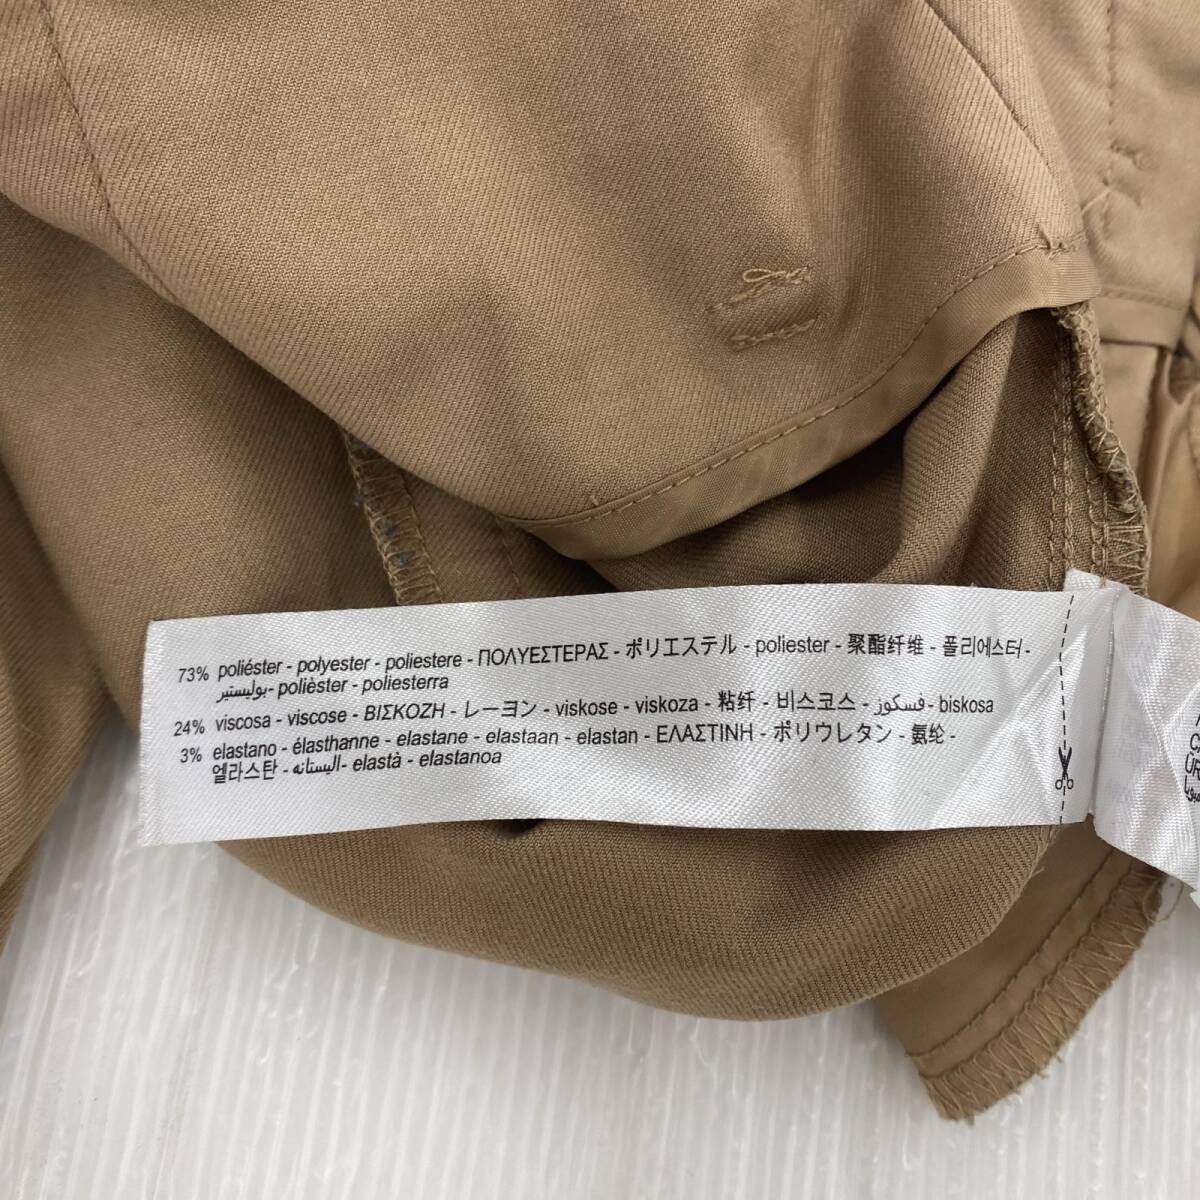 73% poliéster - polyester - poliestere - ΠΟΛΥΕΣΤΕΡΑΣ - ポリエステル - poliester - 聚酯纤维 - 폴리에스터 -
بوليستير - polièster - poliesterra
24% viscosa - viscose - ΒΙΣΚΟΖΗ - レーヨン - viskose - viskoza - 粘纤 - 비스코스 - فسكوز - biskosa
3% elastano - élasthanne - elastane - elastaan - elastan - ΕΛΑΣΤΙΝΗ - ポリウレタン - 氨纶 -
엘라스탄 - اليستانه - elastà - elastanoa